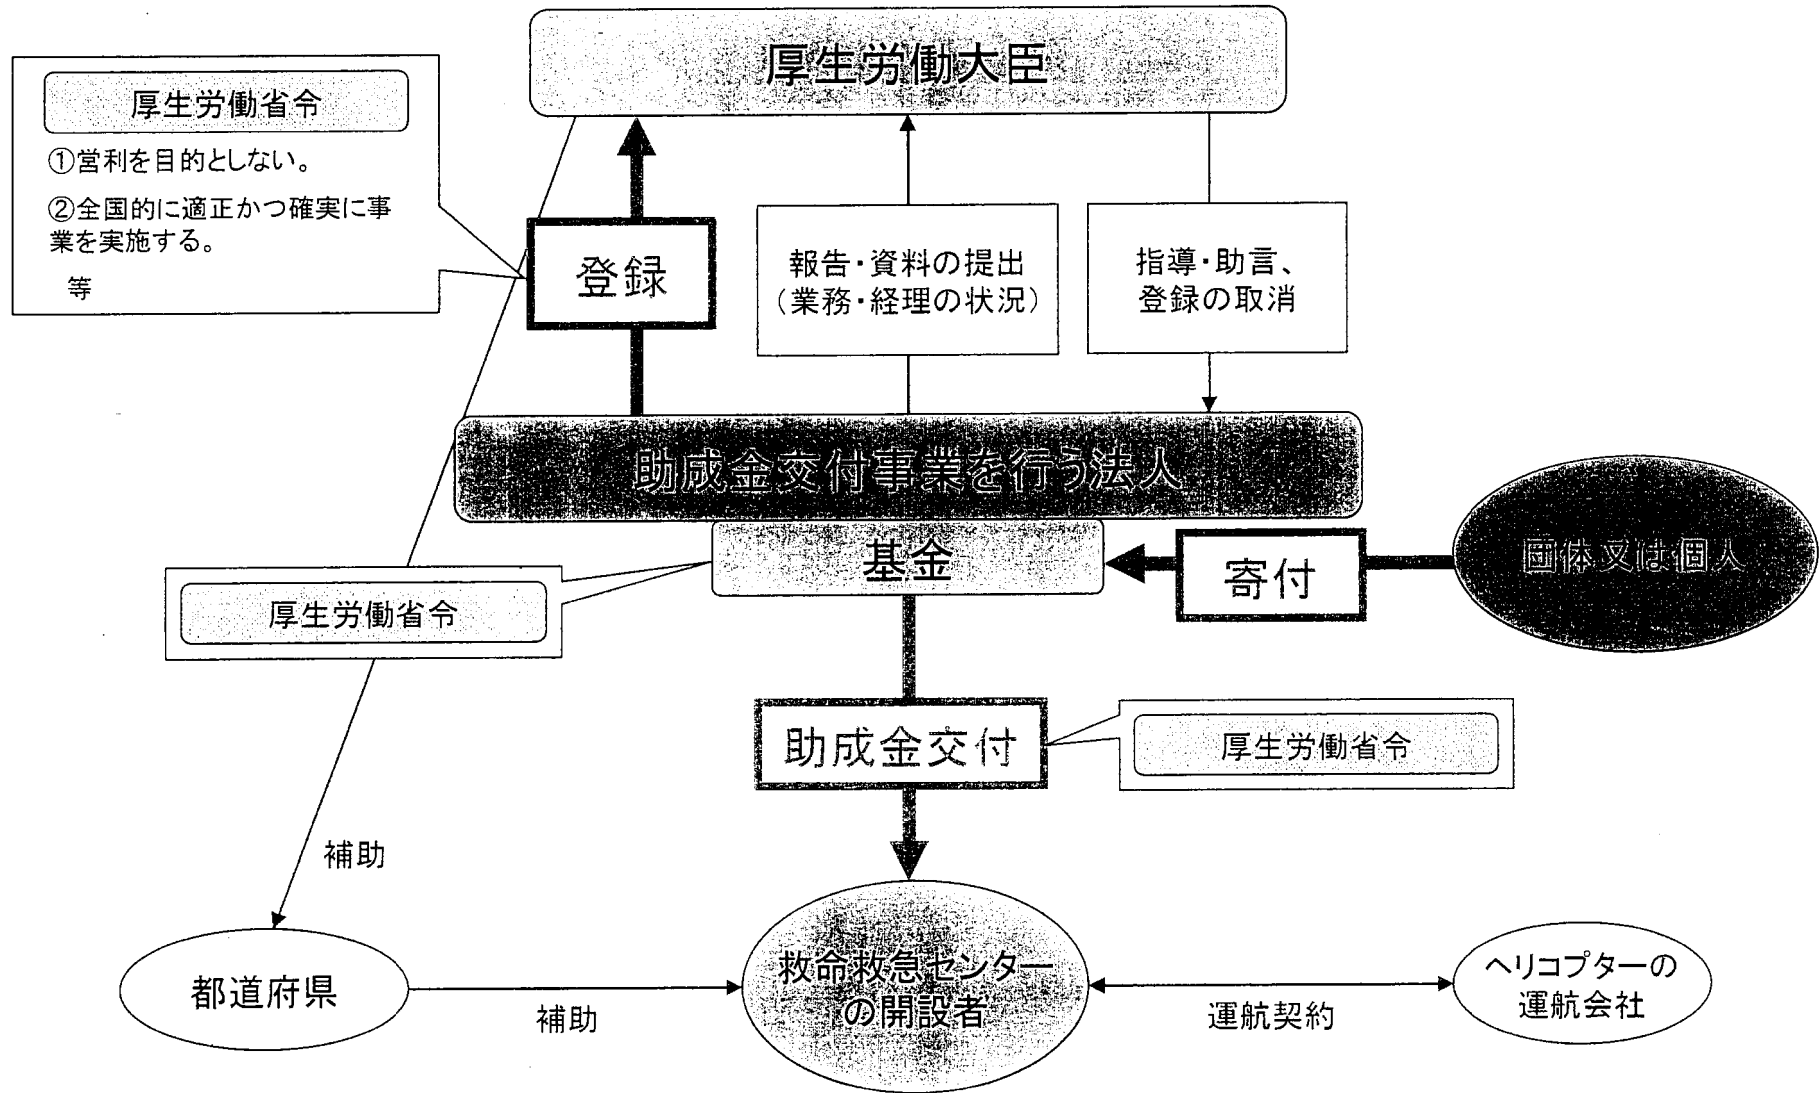 厚生労働大臣
厚生労働省令
①営利を目的としない。
②全国的に適正かつ確実に事
業を実施する。
等
登録
報告・資料の提出
(業務・経理の状況)
指導・助言、
登録の取消
助成金交付事業を行う法人
基金
寄付
団体又は個人
厚生労働省令
助成金交付
厚生労働省令
補助
都道府県
補助
救命救急センター
の開設者
運航契約
ヘリコプターの
運航会社